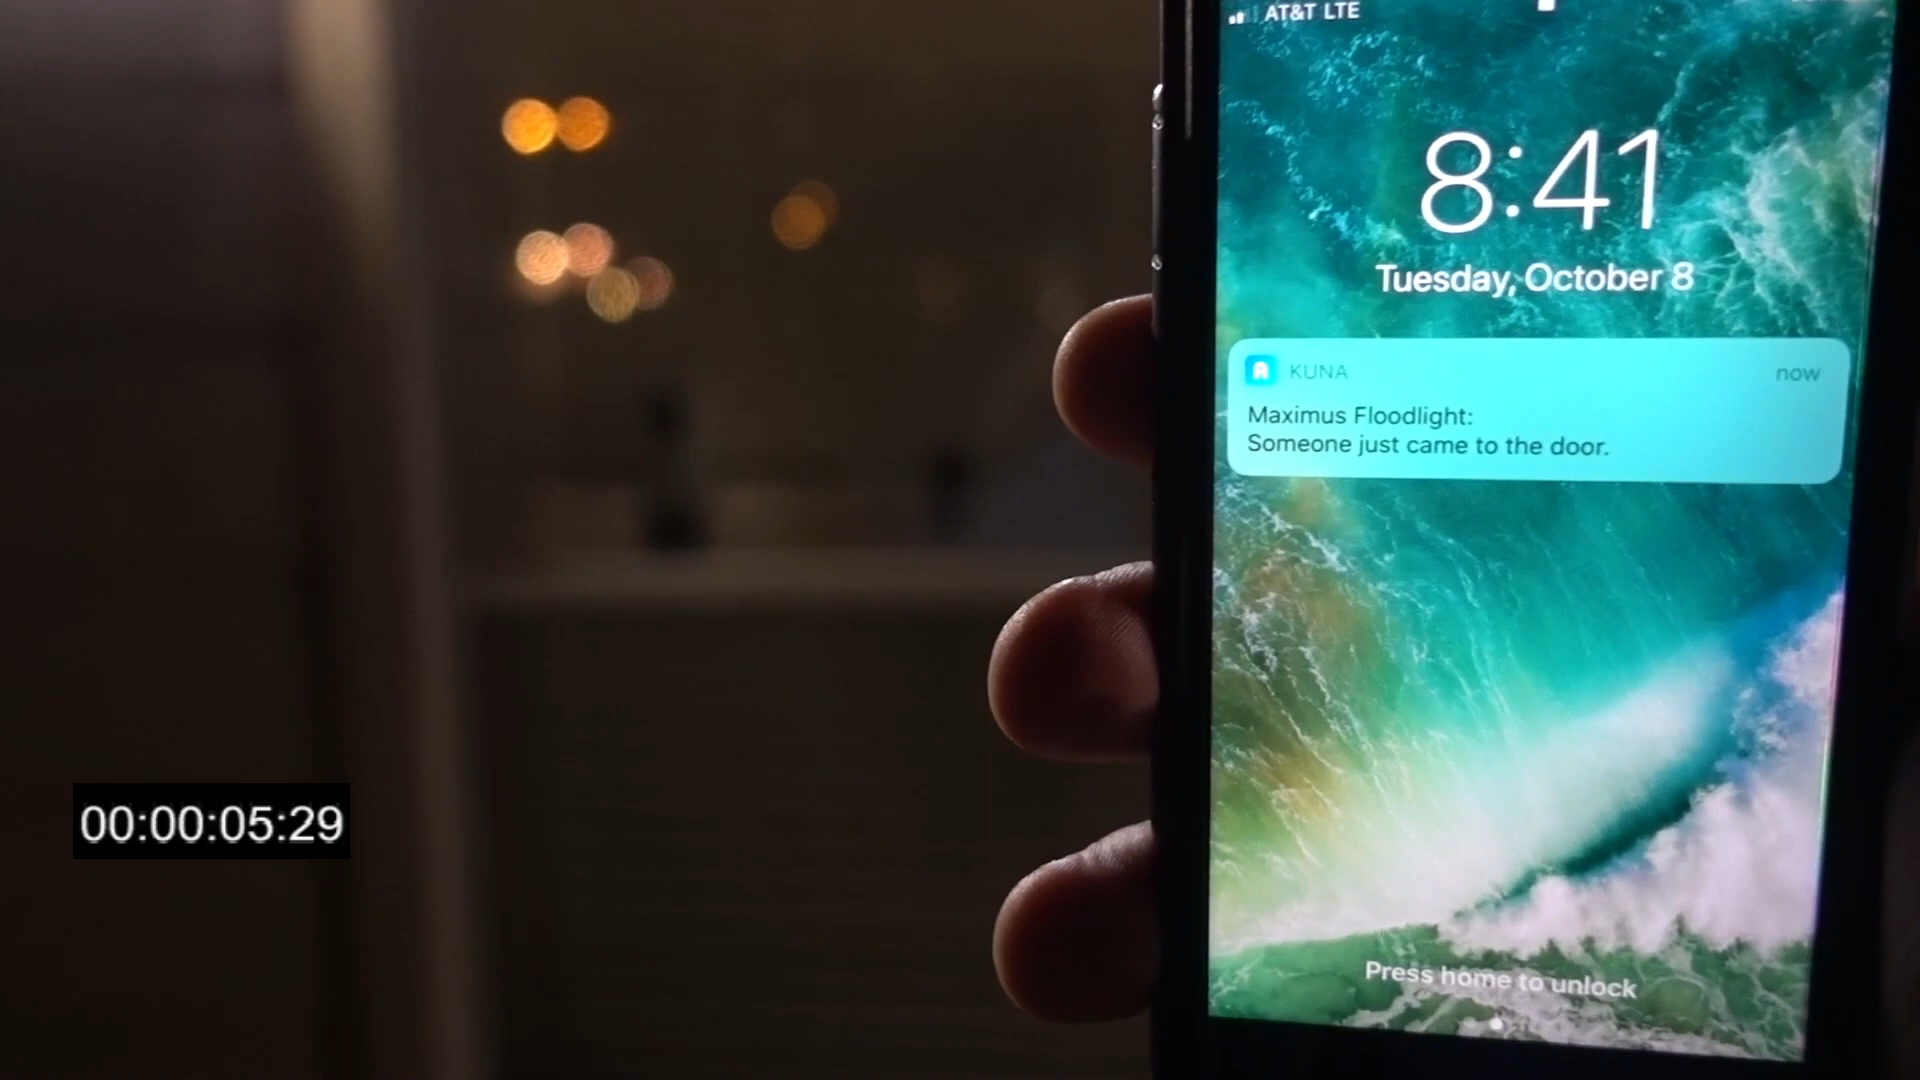 AT&T LTE
8:41
Tuesday, October 8
KUNA
now
Maximus Floodlight:
Someone just came to the door.
Press home to unlock
00:00:05:29